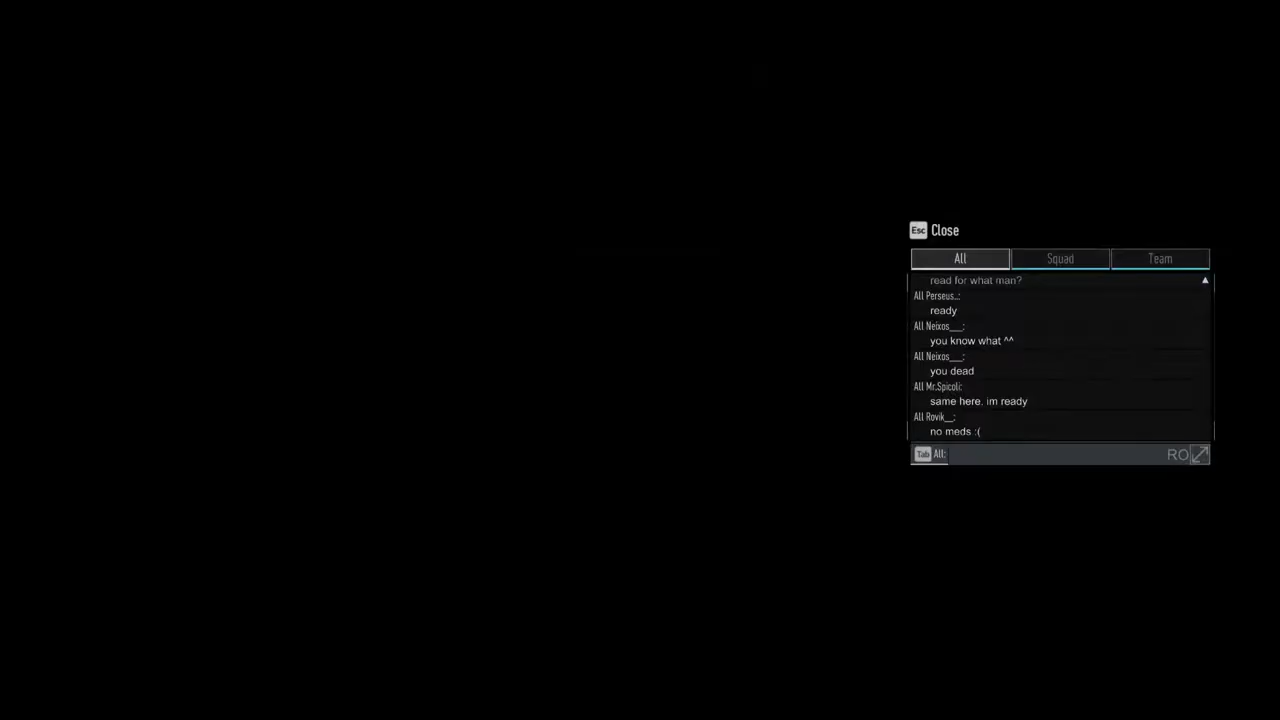 Esc Close
All Squad Team
read for what man?
All Perseus..:
ready
All Neixos___:
you know what ^^
All Neixos___:
you dead
All Mr.Spicoli:
same here. im ready
All Rovik__:
no meds :(
Tab All: RO